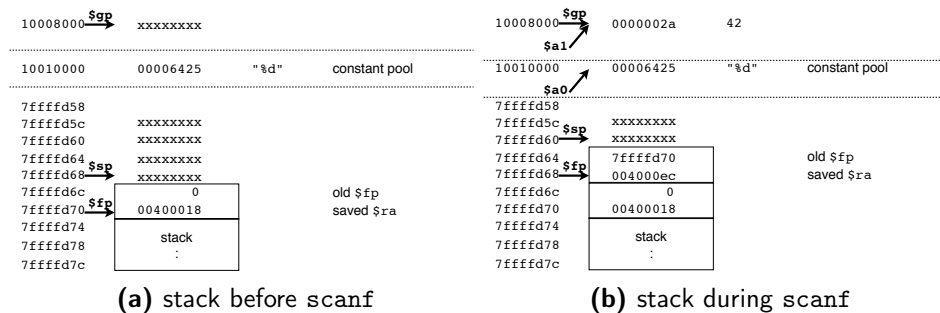 10008000 $gp xxxxxxxx
10010000 00006425 "%d" constant pool
7ffffd58
7ffffd5c xxxxxxxx
7ffffd60 xxxxxxxx
7ffffd64 xxxxxxxx
7ffffd68 $sp xxxxxxxx
7ffffd6c 0 old $fp
7ffffd70 $fp 00400018 saved $ra
7ffffd74 stack
7ffffd78 :
7ffffd7c
(a) stack before scanf
10008000 $gp 0000002a 42
$a1
10010000 00006425 "%d" constant pool
$a0
7ffffd58
7ffffd5c xxxxxxxx
7ffffd60 $sp xxxxxxxx
7ffffd64 7ffffd70 old $fp
7ffffd68 $fp 004000ec saved $ra
7ffffd6c 0
7ffffd70 00400018
7ffffd74 stack
7ffffd78 :
7ffffd7c
(b) stack during scanf